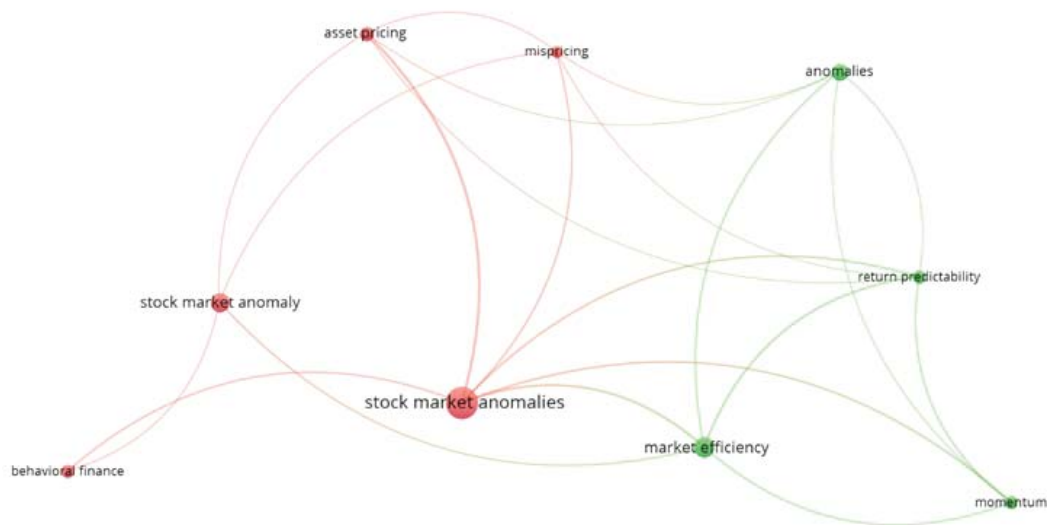 asset pricing
mispricing
anomalies
return predictability
stock market anomaly
stock market anomalies
market efficiency
behavioral finance
momentum